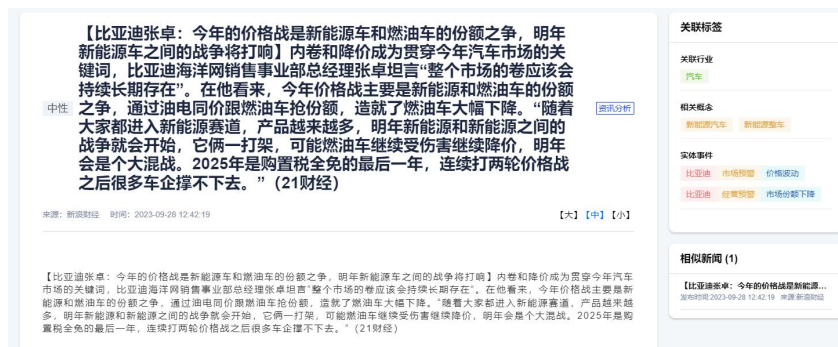 【比亚迪张卓：今年的价格战是新能源车和燃油车的份额之争，明年
新能源车之间的战争将打响】内卷和降价成为贯穿今年汽车市场的关
键词，比亚迪海洋网销售事业部总经理张卓坦言“整个市场的卷应该会
持续长期存在”。在他看来，今年价格战主要是新能源和燃油车的份额
中性 之争，通过油电同价跟燃油车抢份额，造就了燃油车大幅下降。“随着 资讯分析
大家都进入新能源赛道，产品越来越多，明年新能源和新能源之间的
战争就会开始，它俩一打架，可能燃油车继续受伤害继续降价，明年
会是个大混战。2025年是购置税全免的最后一年，连续打两轮价格战
之后很多车企撑不下去。”（21财经）
来源：新浪财经 时间：2023-09-28 12:42:19 【大】【中】【小】
【比亚迪张卓：今年的价格战是新能源车和燃油车的份额之争，明年新能源车之间的战争将打响】内卷和降价成为贯穿今年汽车
市场的关键词，比亚迪海洋网销售事业部总经理张卓坦言“整个市场的卷应该会持续长期存在”。在他看来，今年价格战主要是新
能源和燃油车的份额之争，通过油电同价跟燃油车抢份额，造就了燃油车大幅下降。“随着大家都进入新能源赛道，产品越来越
多，明年新能源和新能源之间的战争就会开始，它俩一打架，可能燃油车继续受伤害继续降价，明年会是个大混战。2025年是购
置税全免的最后一年，连续打两轮价格战之后很多车企撑不下去。”（21财经）
关联标签
关联行业
汽车
相关概念
新能源汽车 新能源整车
实体事件
比亚迪 市场预警 价格波动
比亚迪 经营预警 市场份额下降
相似新闻 (1)
【比亚迪张卓：今年的价格战是新能源...
发布时间:2023-09-28 12:42:19 来源:新浪财经